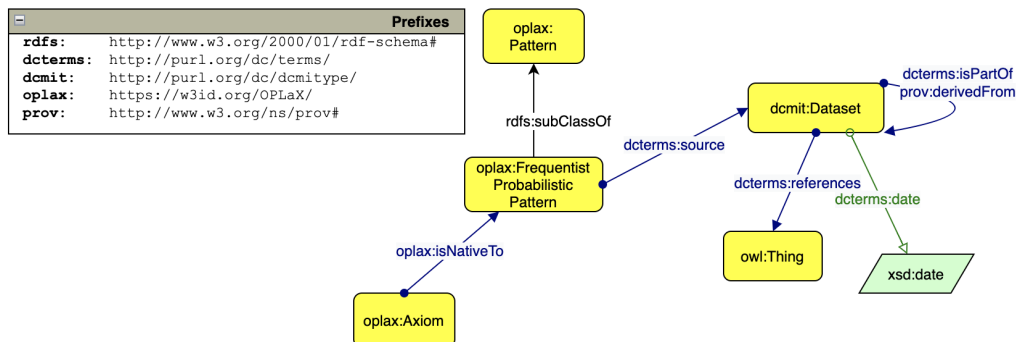 Prefixes
rdfs: http://www.w3.org/2000/01/rdf-schema#
dcterms: http://purl.org/dc/terms/
dcmit: http://purl.org/dc/dcmitype/
oplax: https://w3id.org/OPLaX/
prov: http://www.w3.org/ns/prov#
oplax:
Pattern
rdfs:subClassOf
oplax:Frequentist
Probabilistic
Pattern
oplax:isNativeTo
oplax:Axiom
dcterms:source
dcmit:Dataset
dcterms:isPartOf
prov:derivedFrom
dcterms:references
dcterms:date
owl:Thing
xsd:date